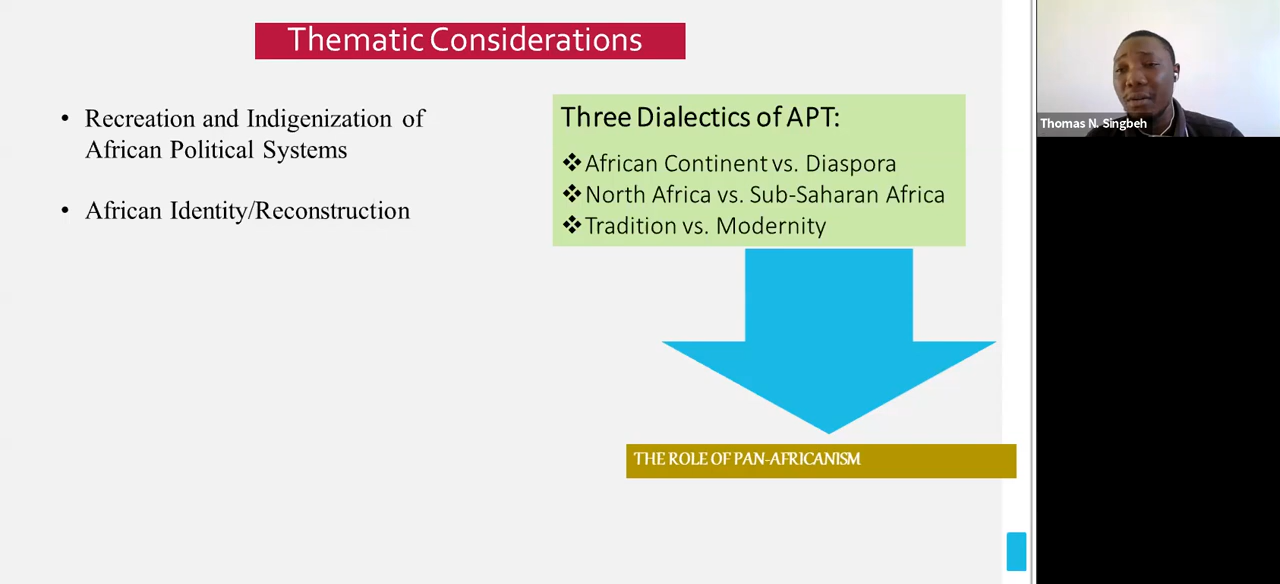 Thematic Considerations
• Recreation and Indigenization of
African Political Systems
• African Identity/Reconstruction
Three Dialectics of APT:
❖African Continent vs. Diaspora
❖North Africa vs. Sub-Saharan Africa
❖Tradition vs. Modernity
THE ROLE OF PAN-AFRICANISM
Thomas N. Singbeh